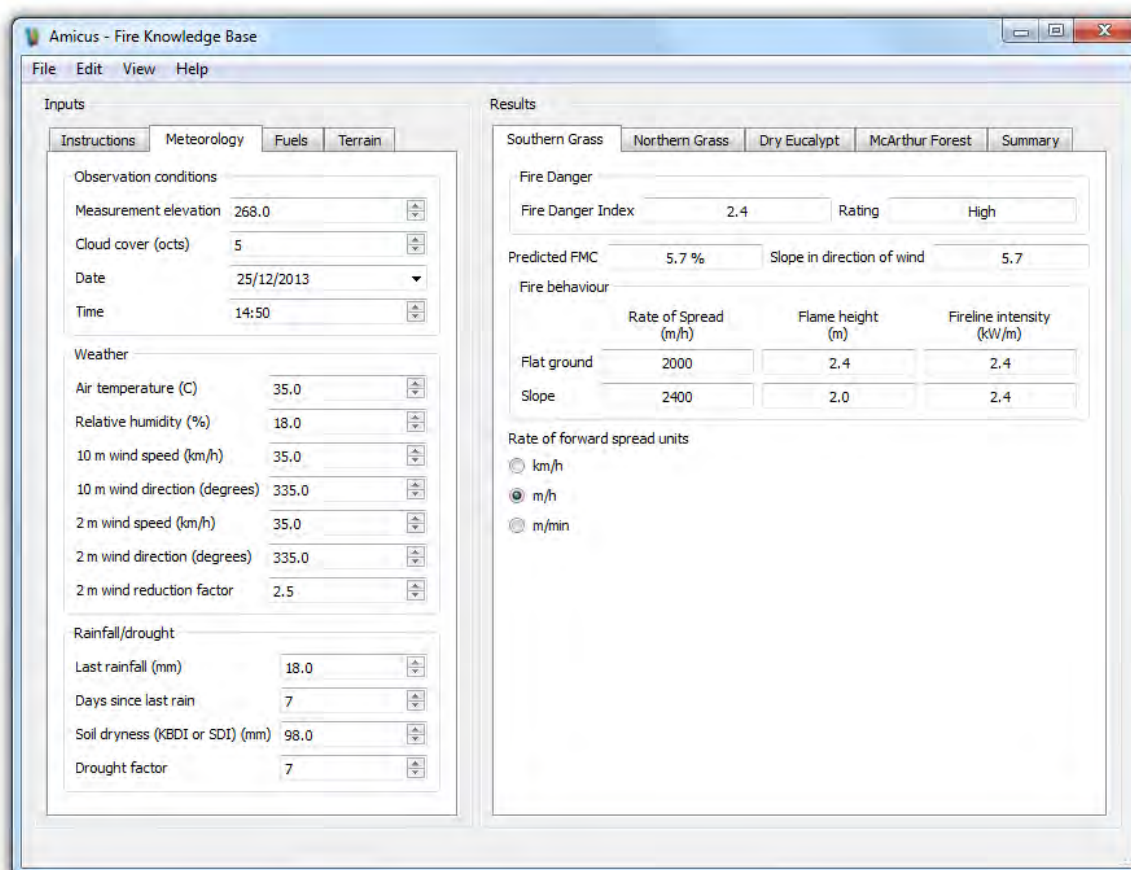 Amicus - Fire Knowledge Base
File Edit View Help
Inputs
Instructions Meteorology Fuels Terrain
Observation conditions
Measurement elevation 268.0
Cloud cover (octs) 5
Date 25/12/2013
Time 14:50
Weather
Air temperature (C) 35.0
Relative humidity (%) 18.0
10 m wind speed (km/h) 35.0
10 m wind direction (degrees) 335.0
2 m wind speed (km/h) 35.0
2 m wind direction (degrees) 335.0
2 m wind reduction factor 2.5
Rainfall/drought
Last rainfall (mm) 18.0
Days since last rain 7
Soil dryness (KBDI or SDI) (mm) 98.0
Drought factor 7
Results
Southern Grass Northern Grass Dry Eucalypt McArthur Forest Summary
Fire Danger
Fire Danger Index 2.4 Rating High
Predicted FMC 5.7 % Slope in direction of wind 5.7
Fire behaviour
Rate of Spread Flame height Fireline intensity
(m/h) (m) (kW/m)
Flat ground 2000 2.4 2.4
Slope 2400 2.0 2.4
Rate of forward spread units
km/h
m/h
m/min